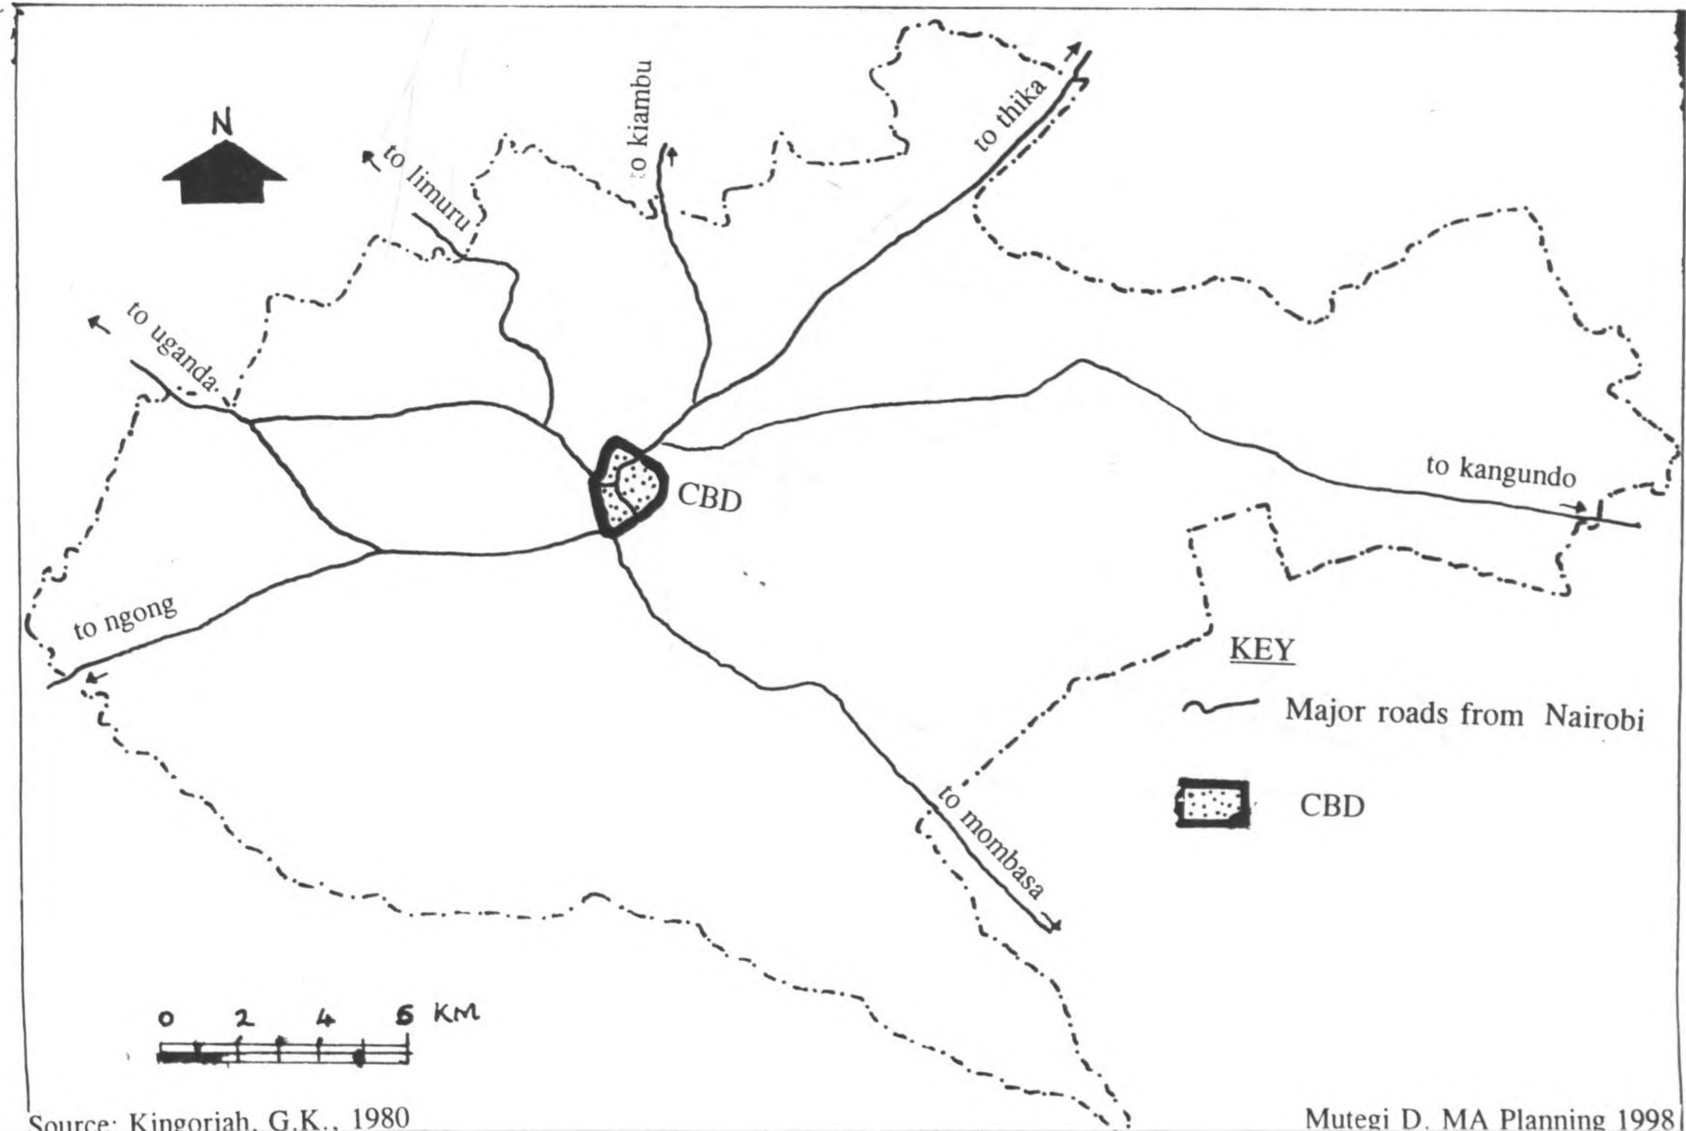 N
to limuru
to kiambu
to thika
to uganda
CBD
to kangundo
to ngong
KEY
Major roads from Nairobi
CBD
to mombasa
0 2 4 6 KM
Source: Kingoriah, G.K., 1980
Mutegi D. MA Planning 1998